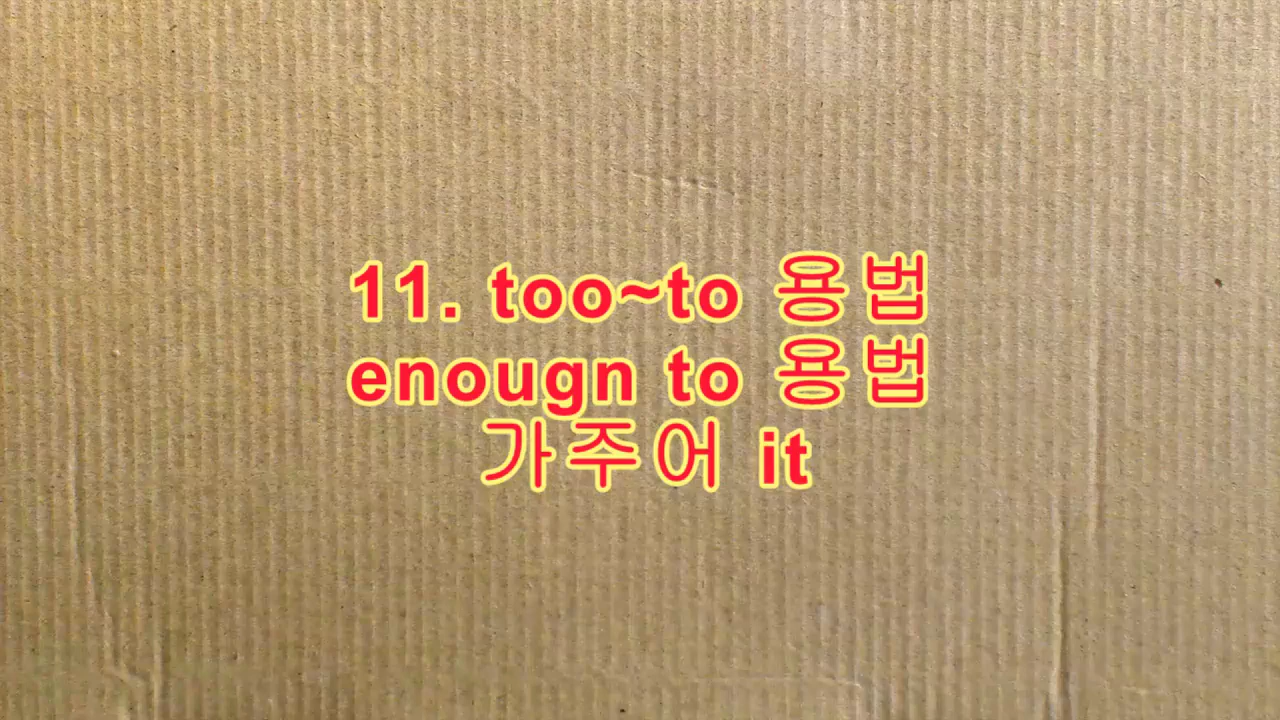 11. too~to 용법
enougn to 용법
가주어 it